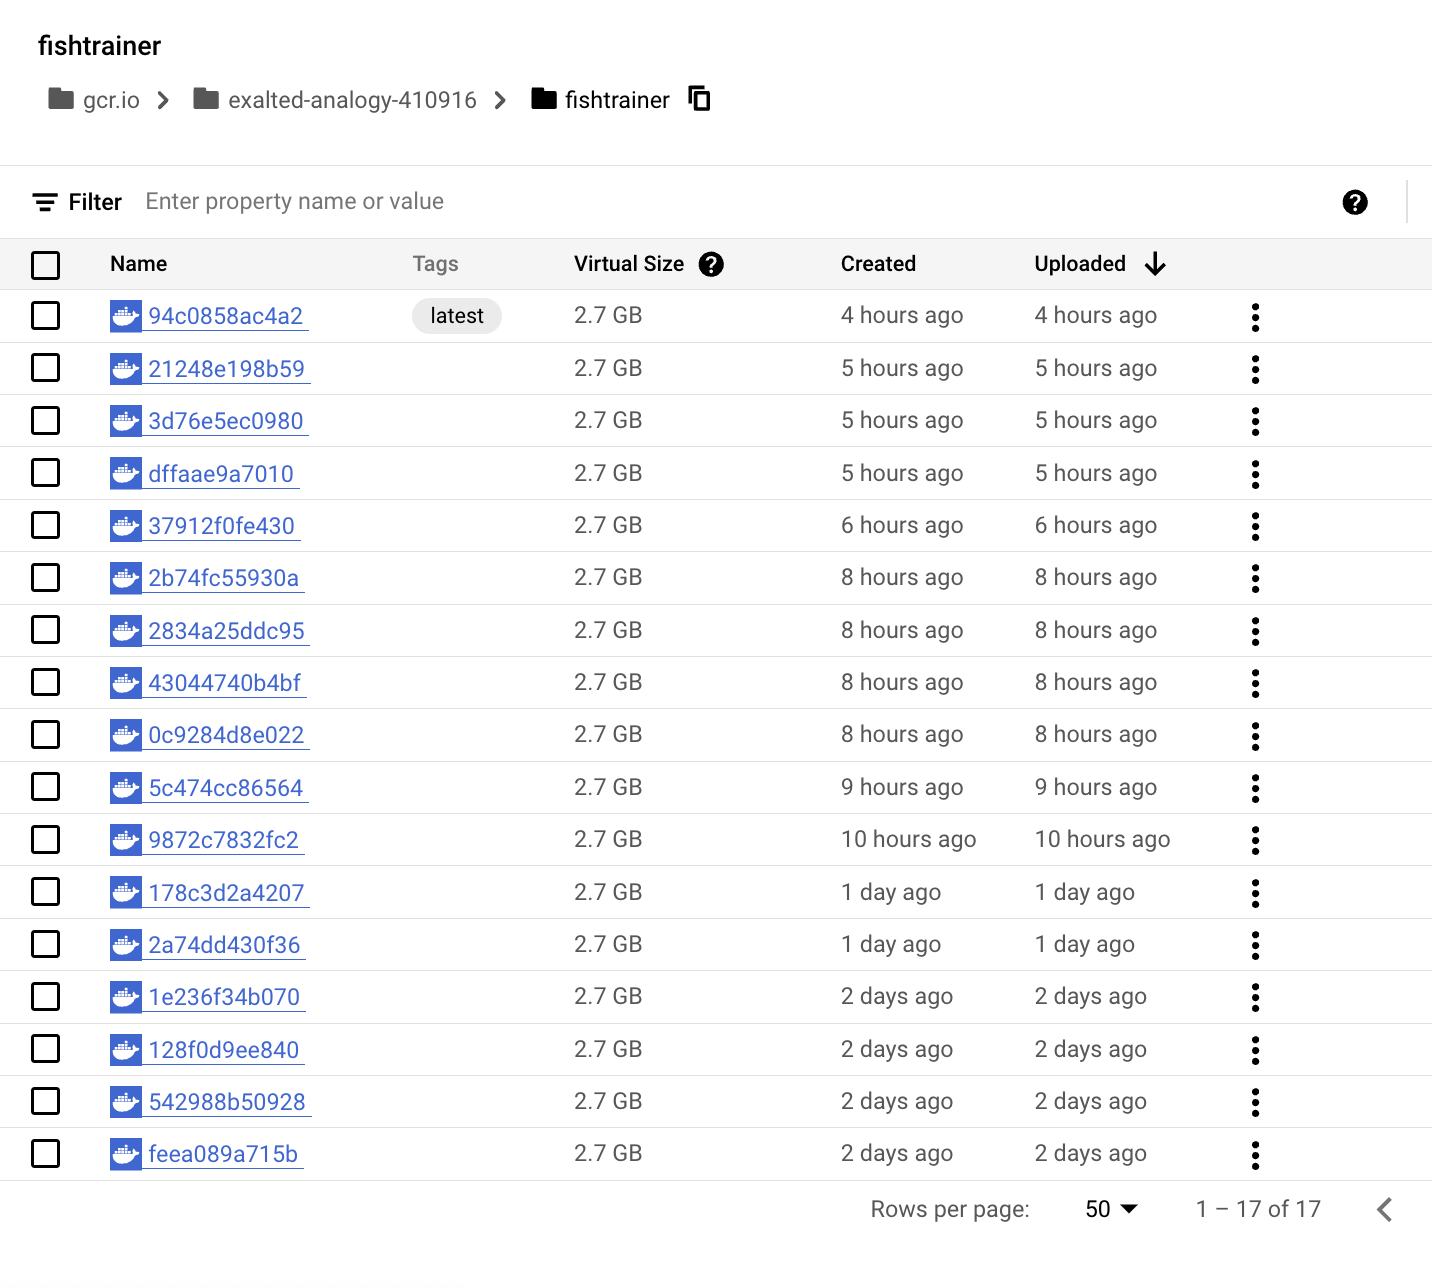 fishtrainer
gcr.io exalted-analogy-410916 fishtrainer
Filter Enter property name or value
Name Tags Virtual Size Created Uploaded
94c0858ac4a2 latest 2.7 GB 4 hours ago 4 hours ago
21248e198b59 2.7 GB 5 hours ago 5 hours ago
3d76e5ec0980 2.7 GB 5 hours ago 5 hours ago
dffaae9a7010 2.7 GB 5 hours ago 5 hours ago
37912f0fe430 2.7 GB 6 hours ago 6 hours ago
2b74fc55930a 2.7 GB 8 hours ago 8 hours ago
2834a25ddc95 2.7 GB 8 hours ago 8 hours ago
43044740b4bf 2.7 GB 8 hours ago 8 hours ago
0c9284d8e022 2.7 GB 8 hours ago 8 hours ago
5c474cc86564 2.7 GB 9 hours ago 9 hours ago
9872c7832fc2 2.7 GB 10 hours ago 10 hours ago
178c3d2a4207 2.7 GB 1 day ago 1 day ago
2a74dd430f36 2.7 GB 1 day ago 1 day ago
1e236f34b070 2.7 GB 2 days ago 2 days ago
128f0d9ee840 2.7 GB 2 days ago 2 days ago
542988b50928 2.7 GB 2 days ago 2 days ago
feea089a715b 2.7 GB 2 days ago 2 days ago
Rows per page: 50 1 – 17 of 17